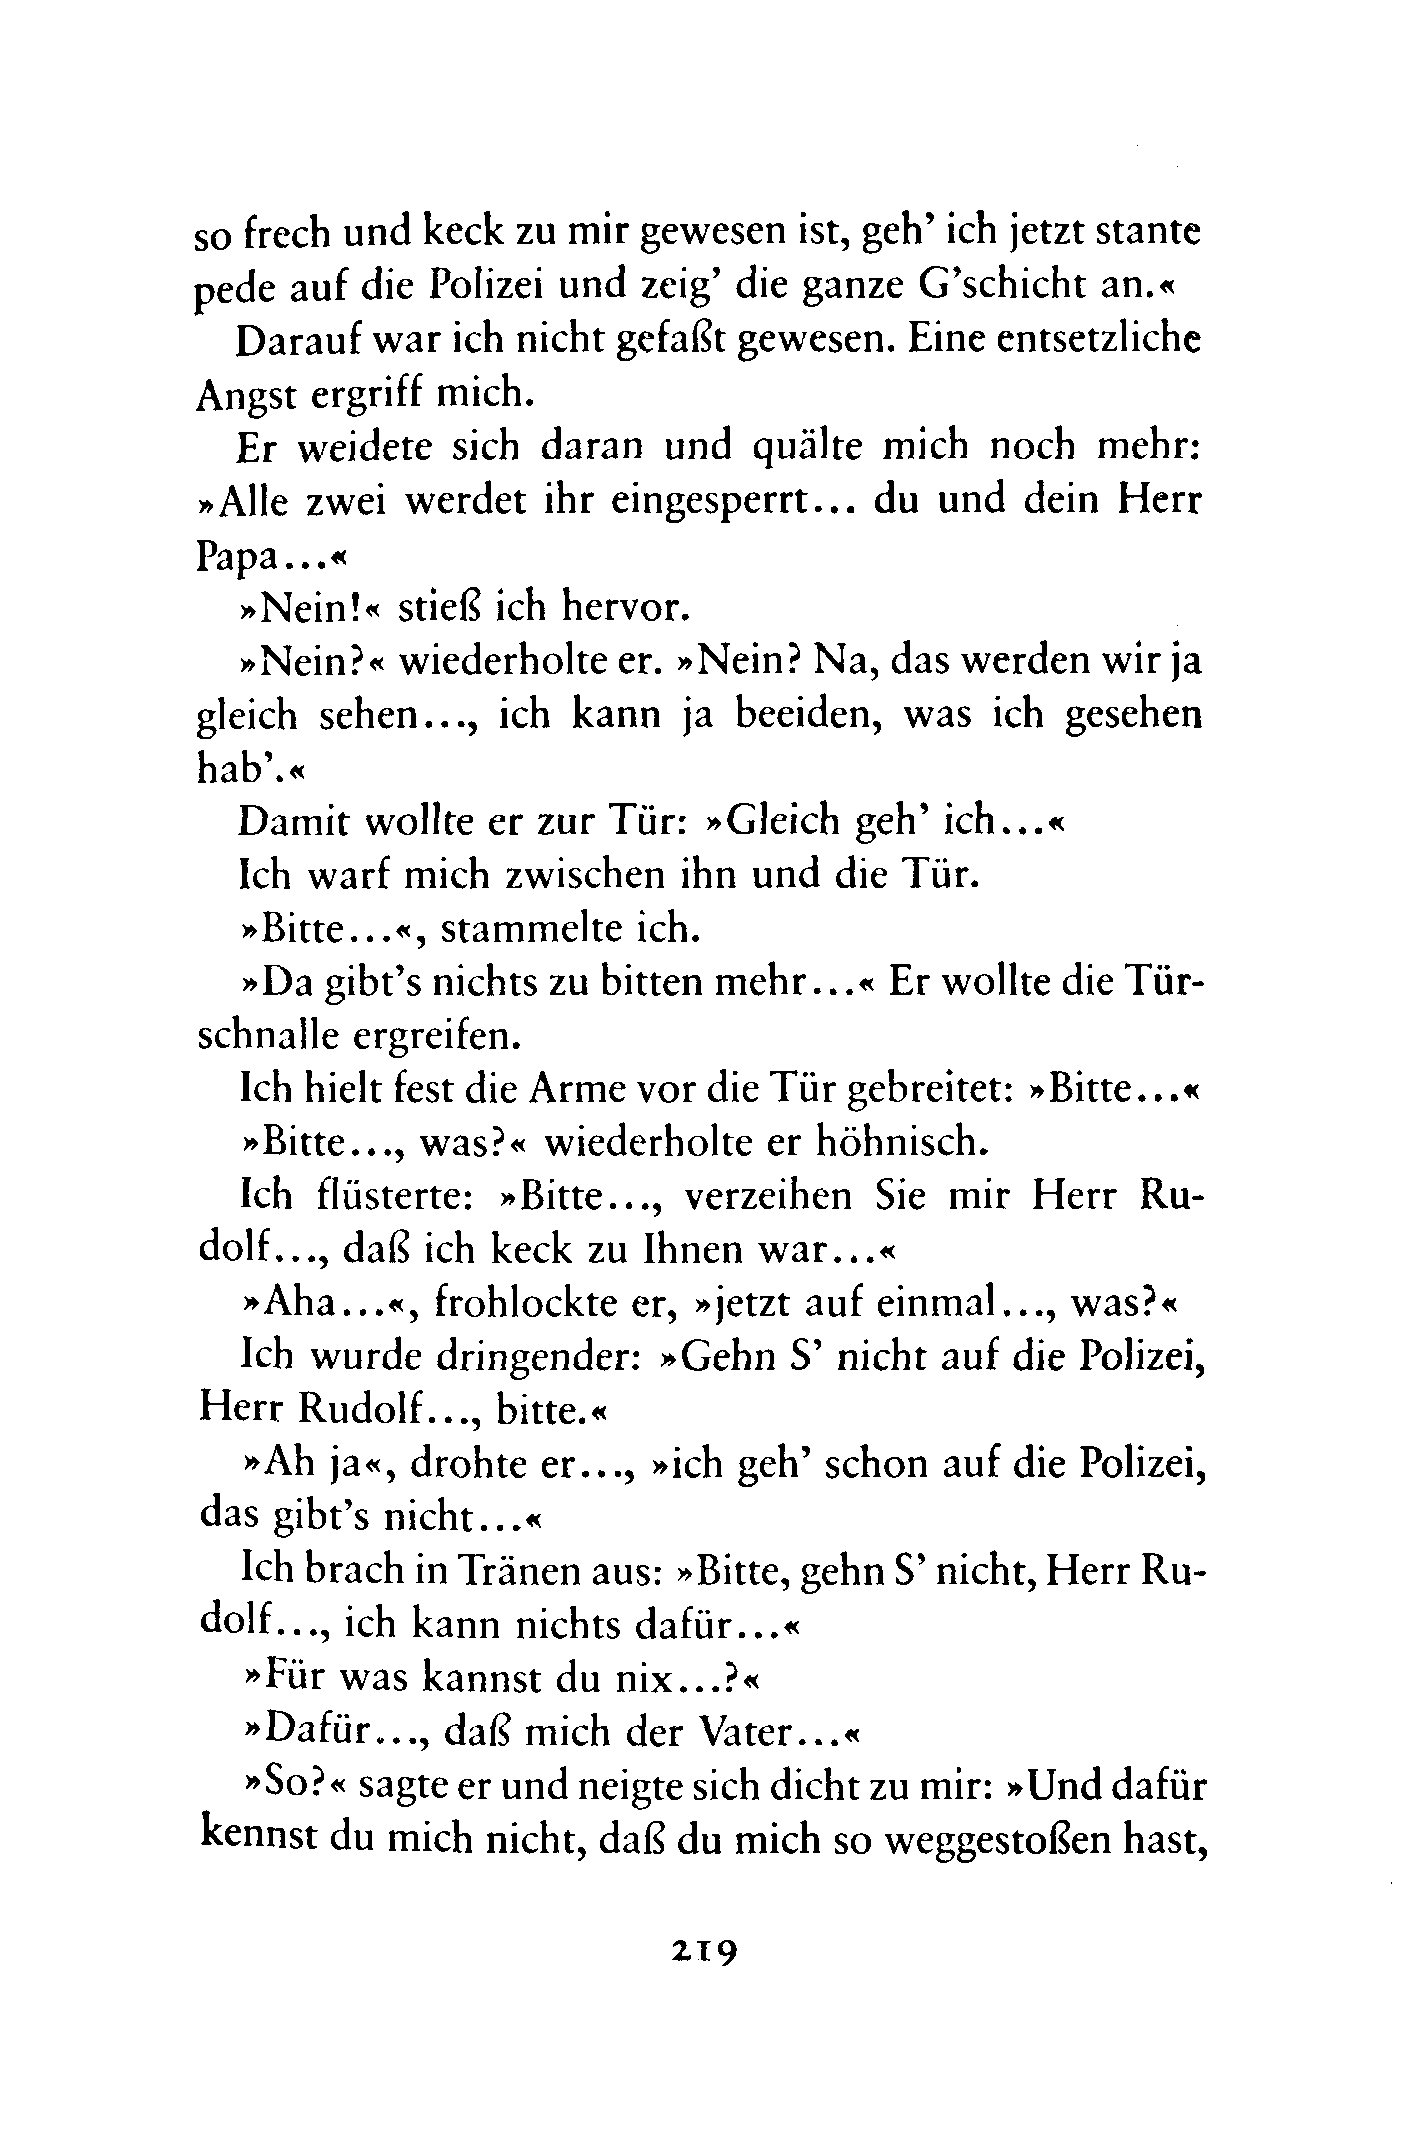 so frech und keck zu mir gewesen ist, geh’ ich jetzt stante
pede auf die Polizei und zeig’ die ganze G’schicht an.«
Darauf war ich nicht gefaßt gewesen. Eine entsetzliche
Angst ergriff mich.
Er weidete sich daran und quälte mich noch mehr:
»Alle zwei werdet ihr eingesperrt... du und dein Herr
Papa...«
»Nein!« stieß ich hervor.
»Nein?« wiederholte er. »Nein? Na, das werden wir ja
gleich sehen..., ich kann ja beeiden, was ich gesehen
hab’.«
Damit wollte er zur Tür: »Gleich geh’ ich...«
Ich warf mich zwischen ihn und die Tür.
»Bitte...«, stammelte ich.
»Da gibt’s nichts zu bitten mehr...« Er wollte die Tür-
schnalle ergreifen.
Ich hielt fest die Arme vor die Tür gebreitet: »Bitte...«
»Bitte..., was?« wiederholte er höhnisch.
Ich flüsterte: »Bitte..., verzeihen Sie mir Herr Ru-
dolf..., daß ich keck zu Ihnen war...«
»Aha...«, frohlockte er, »jetzt auf einmal..., was?«
Ich wurde dringender: »Gehn S’ nicht auf die Polizei,
Herr Rudolf..., bitte.«
»Ah ja«, drohte er..., »ich geh’ schon auf die Polizei,
das gibt’s nicht...«
Ich brach in Tränen aus: »Bitte, gehn S’ nicht, Herr Ru-
dolf..., ich kann nichts dafür...«
»Für was kannst du nix...?«
»Dafür..., daß mich der Vater...«
»So?« sagte er und neigte sich dicht zu mir: »Und dafür
kennst du mich nicht, daß du mich so weggestoßen hast,
219